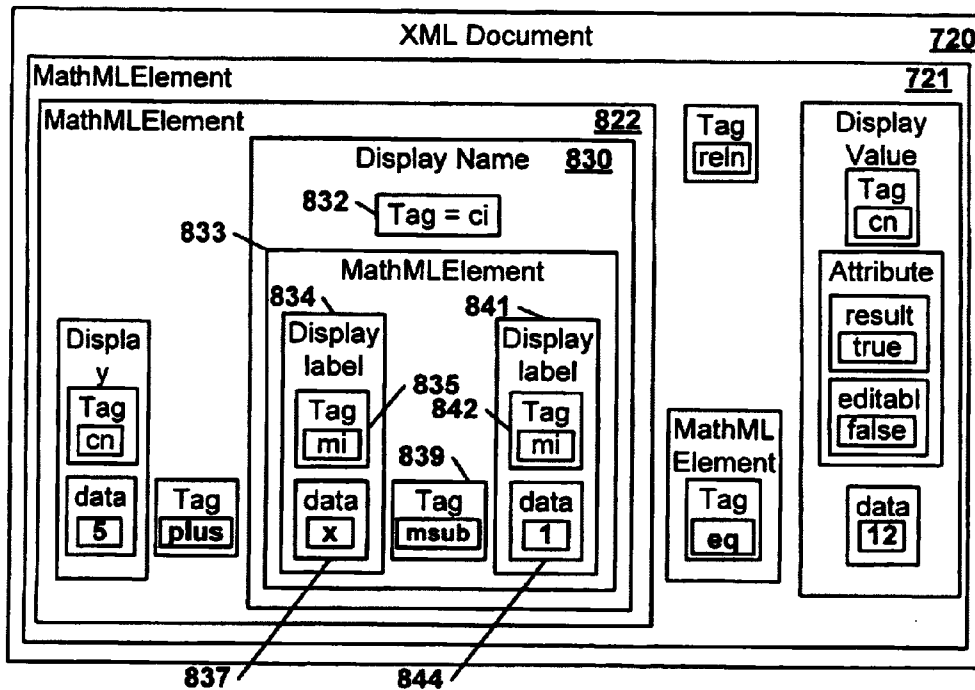 XML Document 720
MathMLElement 721
MathMLElement 822
Display Name 830
832
Tag = ci
833
MathMLElement
834
841
Display
label
Tag
mi
835
data
x
839
Tag
msub
Display
label
842
Tag
mi
data
1
Displa
y
Tag
cn
data
5
Tag
plus
Tag
reln
MathML
Element
Tag
eq
Display
Value
Tag
cn
Attribute
result
true
editabl
false
data
12
837
844